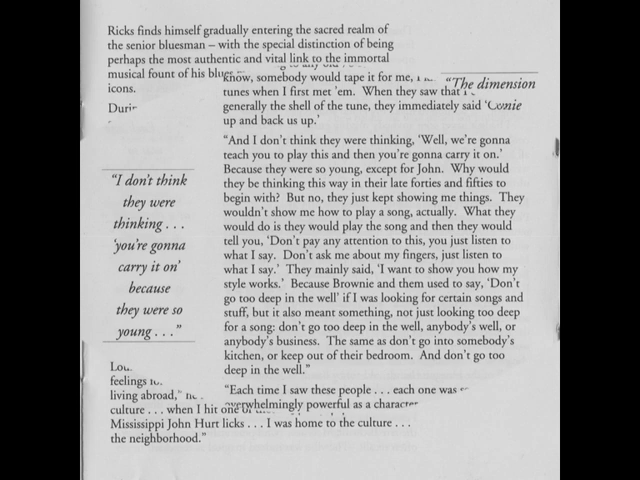 Ricks finds himself gradually entering the sacred realm of
the senior bluesman – with the special distinction of being
perhaps the most authentic and vital link to the immortal
musical fount of his blues
icons.
know, somebody would tape it for me,
tunes when I first met 'em. When they saw that I
generally the shell of the tune, they immediately said 'Come
up and back us up.'
"The dimension
"And I don't think they were thinking, 'Well, we're gonna
teach you to play this and then you're gonna carry it on.'
Because they were so young, except for John. Why would
they be thinking this way in their late forties and fifties to
begin with? But no, they just kept showing me things. They
wouldn't show me how to play a song, actually. What they
would do is they would play the song and then they would
tell you, 'Don't pay any attention to this, you just listen to
what I say. Don't ask me about my fingers, just listen to
what I say.' They mainly said, 'I want to show you how my
style works.' Because Brownie and them used to say, 'Don't
go too deep in the well' if I was looking for certain songs and
stuff, but it also meant something, not just looking too deep
for a song: don't go too deep in the well, anybody's well, or
anybody's business. The same as don't go into somebody's
kitchen, or keep out of their bedroom. And don't go too
deep in the well."
"I don't think
they were
thinking . . .
'you're gonna
carry it on'
because
they were so
young . . ."
"Each time I saw these people . . . each one was
overwhelmingly powerful as a character
feelings
living abroad,"
culture . . . when I hit one of
Mississippi John Hurt licks . . . I was home to the culture . . .
the neighborhood."